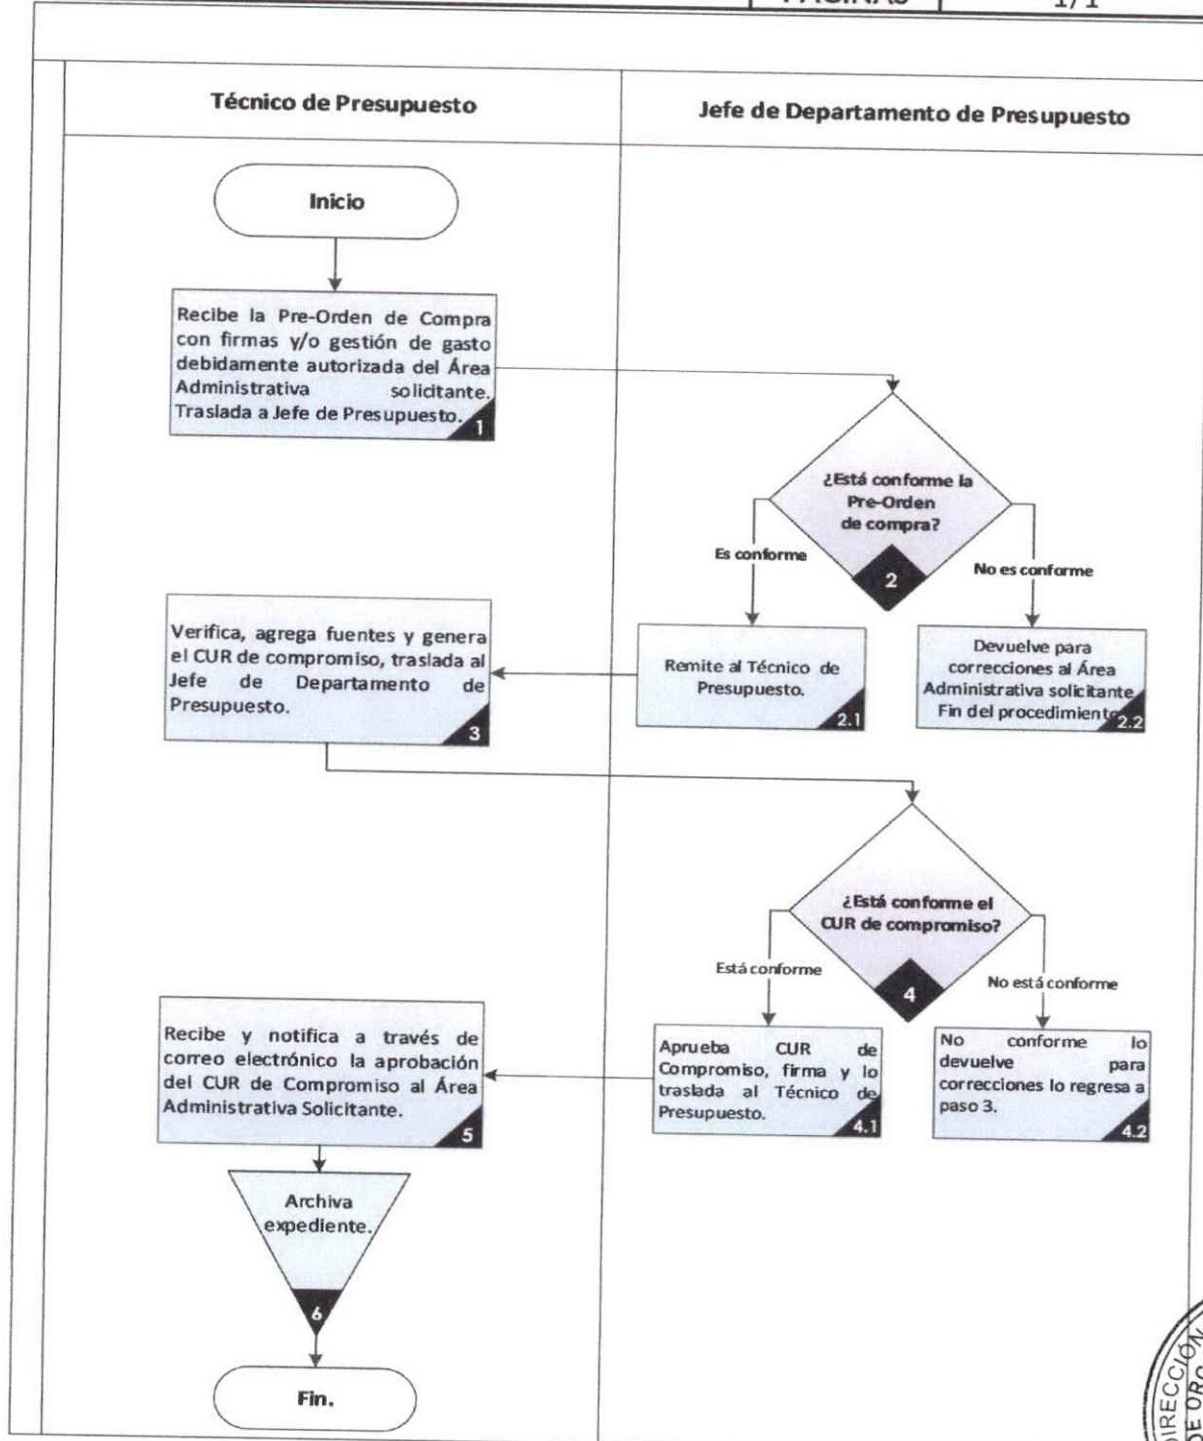 PÁGINAS
1/1
Técnico de Presupuesto
Jefe de Departamento de Presupuesto
Inicio
Recibe la Pre-Orden de Compra
con firmas y/o gestión de gasto
debidamente autorizada del Área
Administrativa solicitante.
Traslada a Jefe de Presupuesto.
1
¿Está conforme la
Pre-Orden
de compra?
2
Es conforme
No es conforme
Remite al Técnico de
Presupuesto.
2.1
Devuelve para
correcciones al Área
Administrativa solicitante
Fin del procedimiento
2.2
Verifica, agrega fuentes y genera
el CUR de compromiso, traslada al
Jefe de Departamento de
Presupuesto.
3
¿Está conforme el
CUR de compromiso?
4
Está conforme
No está conforme
Aprueba CUR de
Compromiso, firma y lo
traslada al Técnico de
Presupuesto.
4.1
No conforme lo
devuelve para
correcciones lo regresa a
paso 3.
4.2
Recibe y notifica a través de
correo electrónico la aprobación
del CUR de Compromiso al Área
Administrativa Solicitante.
5
Archiva
expediente.
6
Fin.
DIRECCIÓN
DE